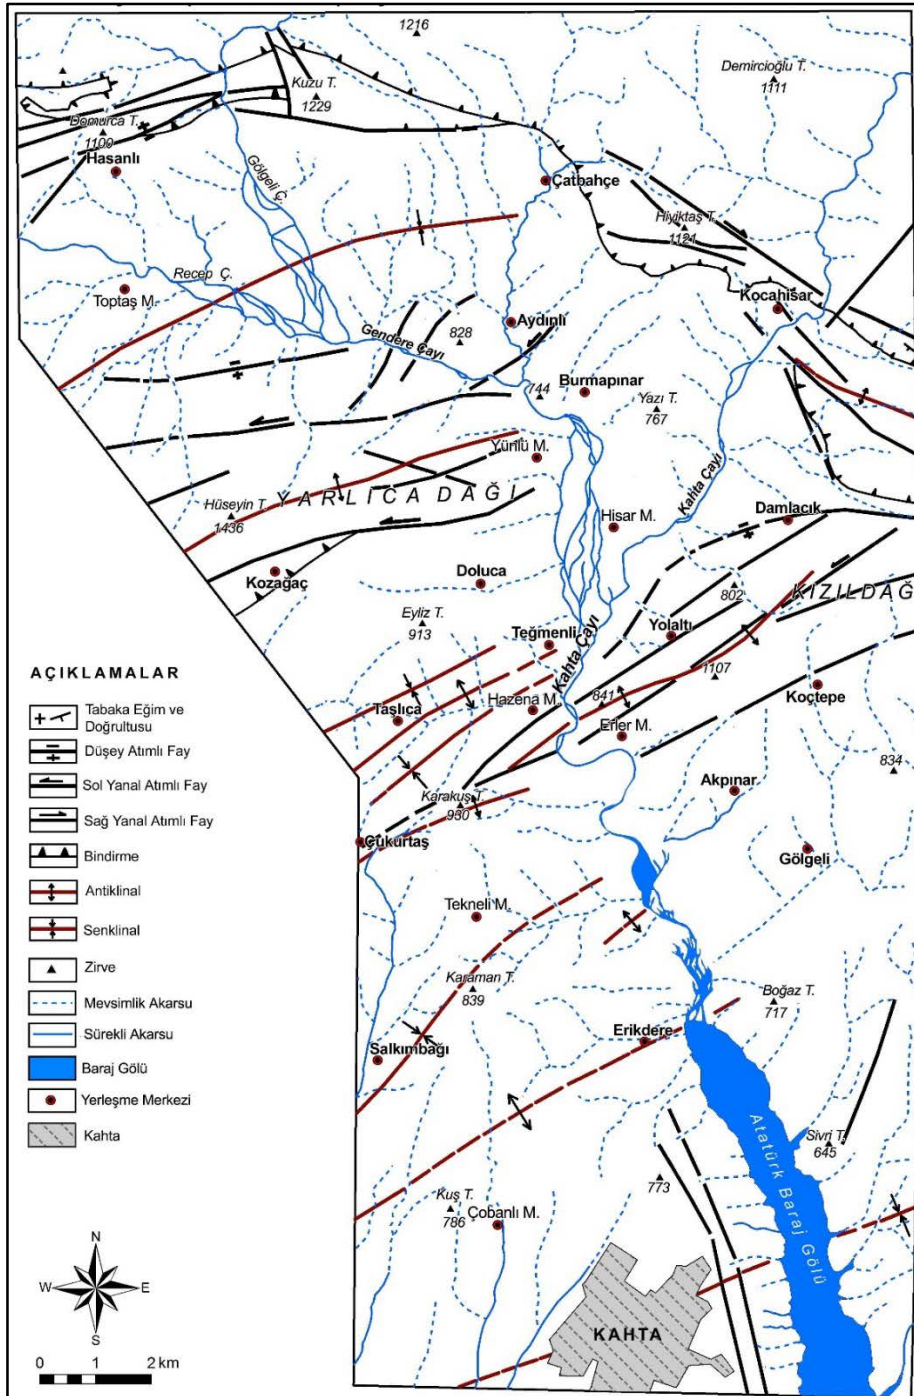 1216
Demircioğlu T.
1111
Kuzu T.
1229
Demurca T.
1100
Hasanlı
Çatbahçe
Gölgeli Ç.
Hiyiktaş T.
1121
Recep Ç.
Toptaş M.
Kocahisar
Aydınlı
Gendere Çayı
828
744
Burmapınar
Yazı T.
767
Yünlü M.
Kahta Çayı
YARLICA DAĞI
Hüseyin T.
1436
Hisar M.
Damlacık
Kozağaç
Doluca
802
KIZILDAĞ
Eyliz T.
913
Teğmenli
Kahta Çayı
Yolaltı
1107
Koçtepe
Hazena M.
841
Taşlıca
Erler M.
834
Akpınar
Karakuş T.
930
Çukurtaş
Gölgeli
Tekneli M.
Karaman T.
839
Boğaz T.
717
Erikdere
Salkımbağı
Atatürk Baraj Gölü
Sivri T.
645
773
Kuş T.
786
Çobanlı M.
KAHTA
AÇIKLAMALAR
Tabaka Eğim ve
Doğrultusu
Düşey Atımlı Fay
Sol Yanal Atımlı Fay
Sağ Yanal Atımlı Fay
Bindirme
Antiklinal
Senklinal
Zirve
Mevsimlik Akarsu
Sürekli Akarsu
Baraj Gölü
Yerleşme Merkezi
Kahta
N
W E
S
0 1 2 km